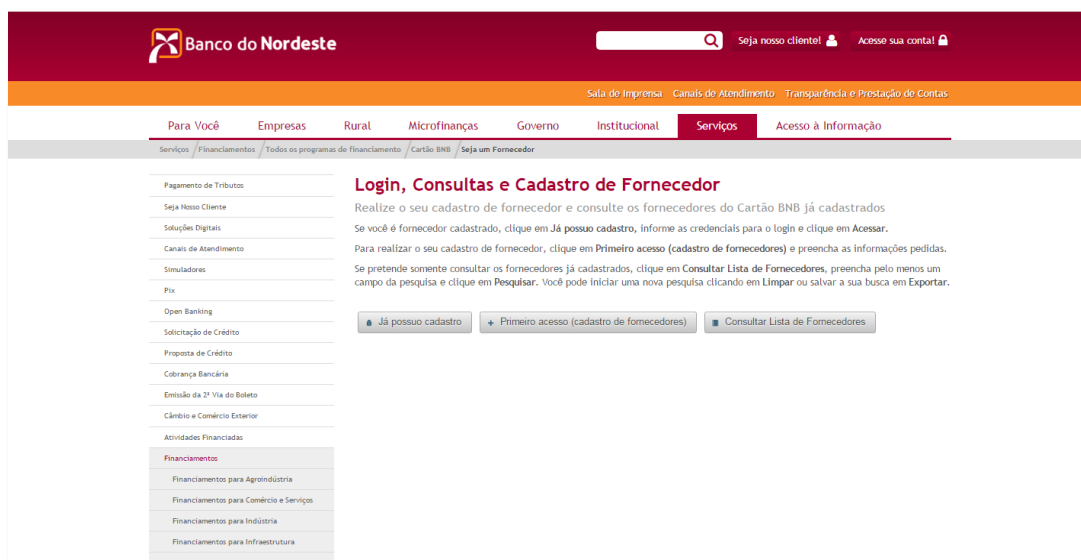 Banco do Nordeste
Seja nosso cliente!
Acesse sua conta!
Sala de Imprensa Canais de Atendimento Transparência e Prestação de Contas
Para Você Empresas Rural Microfinanças Governo Institucional Serviços Acesso à Informação
Serviços / Financiamentos / Todos os programas de financiamento / Cartão BNB / Seja um Fornecedor
Pagamento de Tributos
Seja Nosso Cliente
Soluções Digitais
Canais de Atendimento
Simuladores
Pix
Open Banking
Solicitação de Crédito
Proposta de Crédito
Cobrança Bancária
Emissão da 2ª Via do Boleto
Câmbio e Comércio Exterior
Atividades Financiadas
Financiamentos
Financiamentos para Agroindústria
Financiamentos para Comércio e Serviços
Financiamentos para Indústria
Financiamentos para Infraestrutura
Login, Consultas e Cadastro de Fornecedor
Realize o seu cadastro de fornecedor e consulte os fornecedores do Cartão BNB já cadastrados
Se você é fornecedor cadastrado, clique em Já possuo cadastro, informe as credenciais para o login e clique em Acessar.
Para realizar o seu cadastro de fornecedor, clique em Primeiro acesso (cadastro de fornecedores) e preencha as informações pedidas.
Se pretende somente consultar os fornecedores já cadastrados, clique em Consultar Lista de Fornecedores, preencha pelo menos um
campo da pesquisa e clique em Pesquisar. Você pode iniciar uma nova pesquisa clicando em Limpar ou salvar a sua busca em Exportar.
Já possuo cadastro
Primeiro acesso (cadastro de fornecedores)
Consultar Lista de Fornecedores